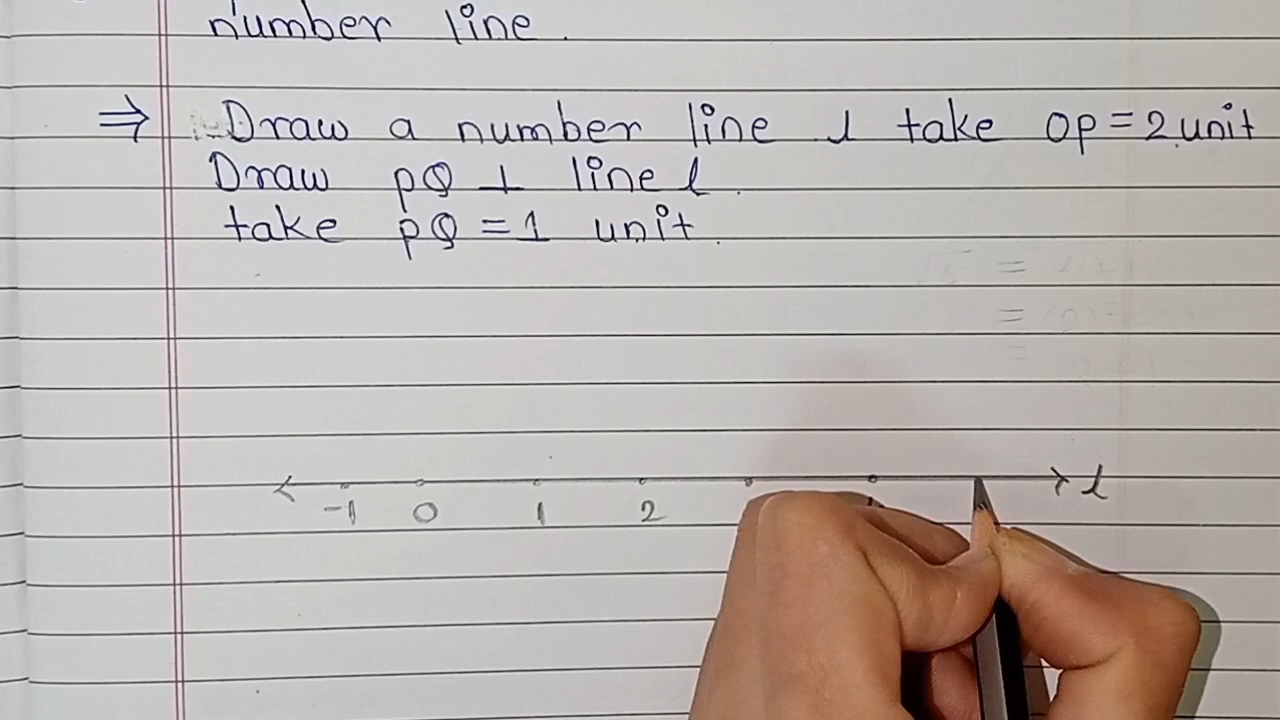 number line.
⇒ Draw a number line l take OP = 2 unit
Draw PQ ⊥ line l.
take PQ = 1 unit.
-1 0 1 2 l